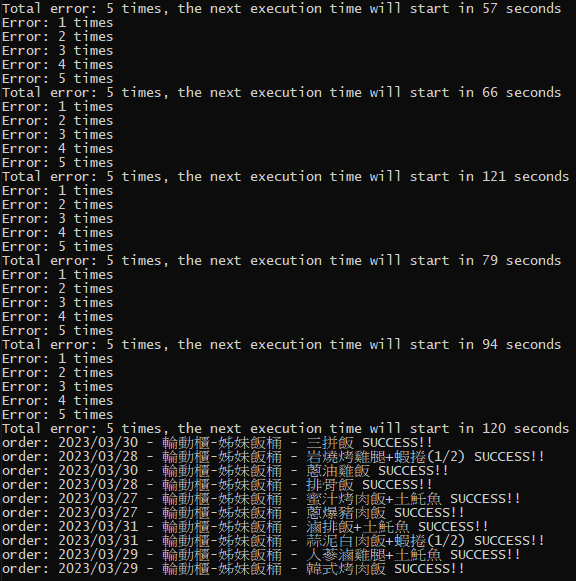 Total error: 5 times, the next execution time will start in 57 seconds
Error: 1 times
Error: 2 times
Error: 3 times
Error: 4 times
Error: 5 times
Total error: 5 times, the next execution time will start in 66 seconds
Error: 1 times
Error: 2 times
Error: 3 times
Error: 4 times
Error: 5 times
Total error: 5 times, the next execution time will start in 121 seconds
Error: 1 times
Error: 2 times
Error: 3 times
Error: 4 times
Error: 5 times
Total error: 5 times, the next execution time will start in 79 seconds
Error: 1 times
Error: 2 times
Error: 3 times
Error: 4 times
Error: 5 times
Total error: 5 times, the next execution time will start in 94 seconds
Error: 1 times
Error: 2 times
Error: 3 times
Error: 4 times
Error: 5 times
Total error: 5 times, the next execution time will start in 120 seconds
order: 2023/03/30 - 輪動櫃-姊妹飯桶 - 三拼飯 SUCCESS!!
order: 2023/03/28 - 輪動櫃-姊妹飯桶 - 岩燒烤雞腿+蝦捲(1/2) SUCCESS!!
order: 2023/03/30 - 輪動櫃-姊妹飯桶 - 蔥油雞飯 SUCCESS!!
order: 2023/03/28 - 輪動櫃-姊妹飯桶 - 排骨飯 SUCCESS!!
order: 2023/03/27 - 輪動櫃-姊妹飯桶 - 蜜汁烤肉飯+土魠魚 SUCCESS!!
order: 2023/03/27 - 輪動櫃-姊妹飯桶 - 蔥爆豬肉飯 SUCCESS!!
order: 2023/03/31 - 輪動櫃-姊妹飯桶 - 滷排飯+土魠魚 SUCCESS!!
order: 2023/03/31 - 輪動櫃-姊妹飯桶 - 蒜泥白肉飯+蝦捲(1/2) SUCCESS!!
order: 2023/03/29 - 輪動櫃-姊妹飯桶 - 人蔘滷雞腿+土魠魚 SUCCESS!!
order: 2023/03/29 - 輪動櫃-姊妹飯桶 - 韓式烤肉飯 SUCCESS!!